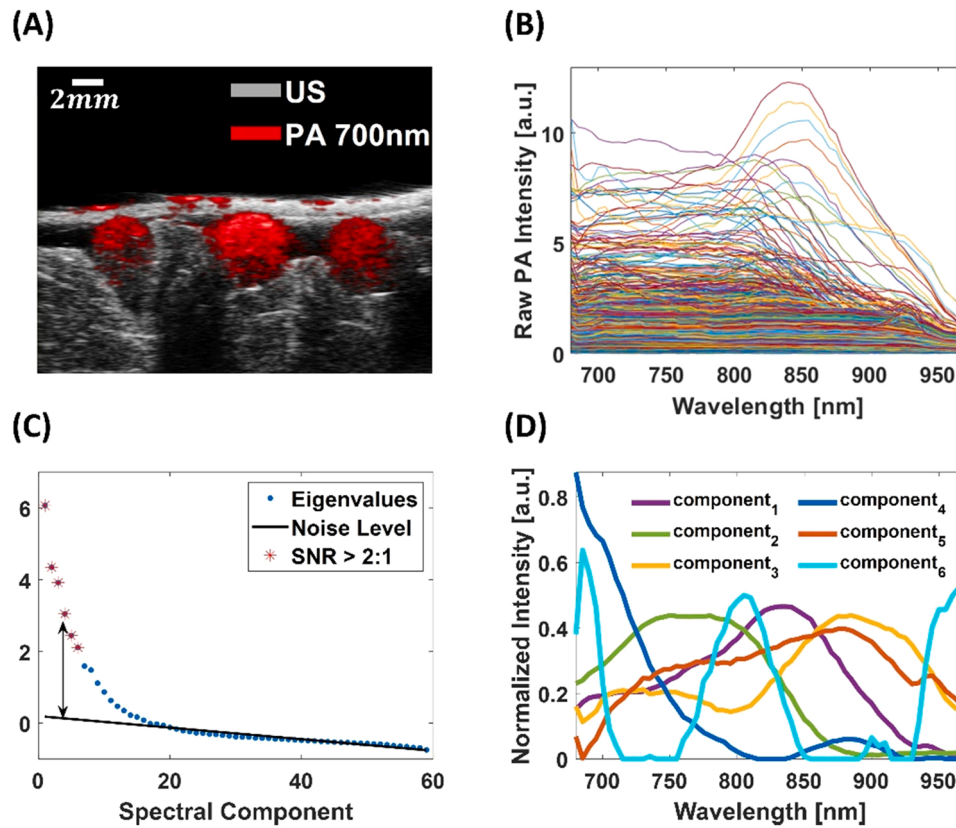 (A)
2mm
US
PA 700nm
(B)
Raw PA Intensity [a.u.]
10
5
0
700 750 800 850 900 950
Wavelength [nm]
(C)
6
4
2
0
0 20 40 60
Spectral Component
Eigenvalues
Noise Level
SNR > 2:1
(D)
Normalized Intensity [a.u.]
0.8
0.6
0.4
0.2
0
700 750 800 850 900 950
Wavelength [nm]
component1 component4
component2 component5
component3 component6